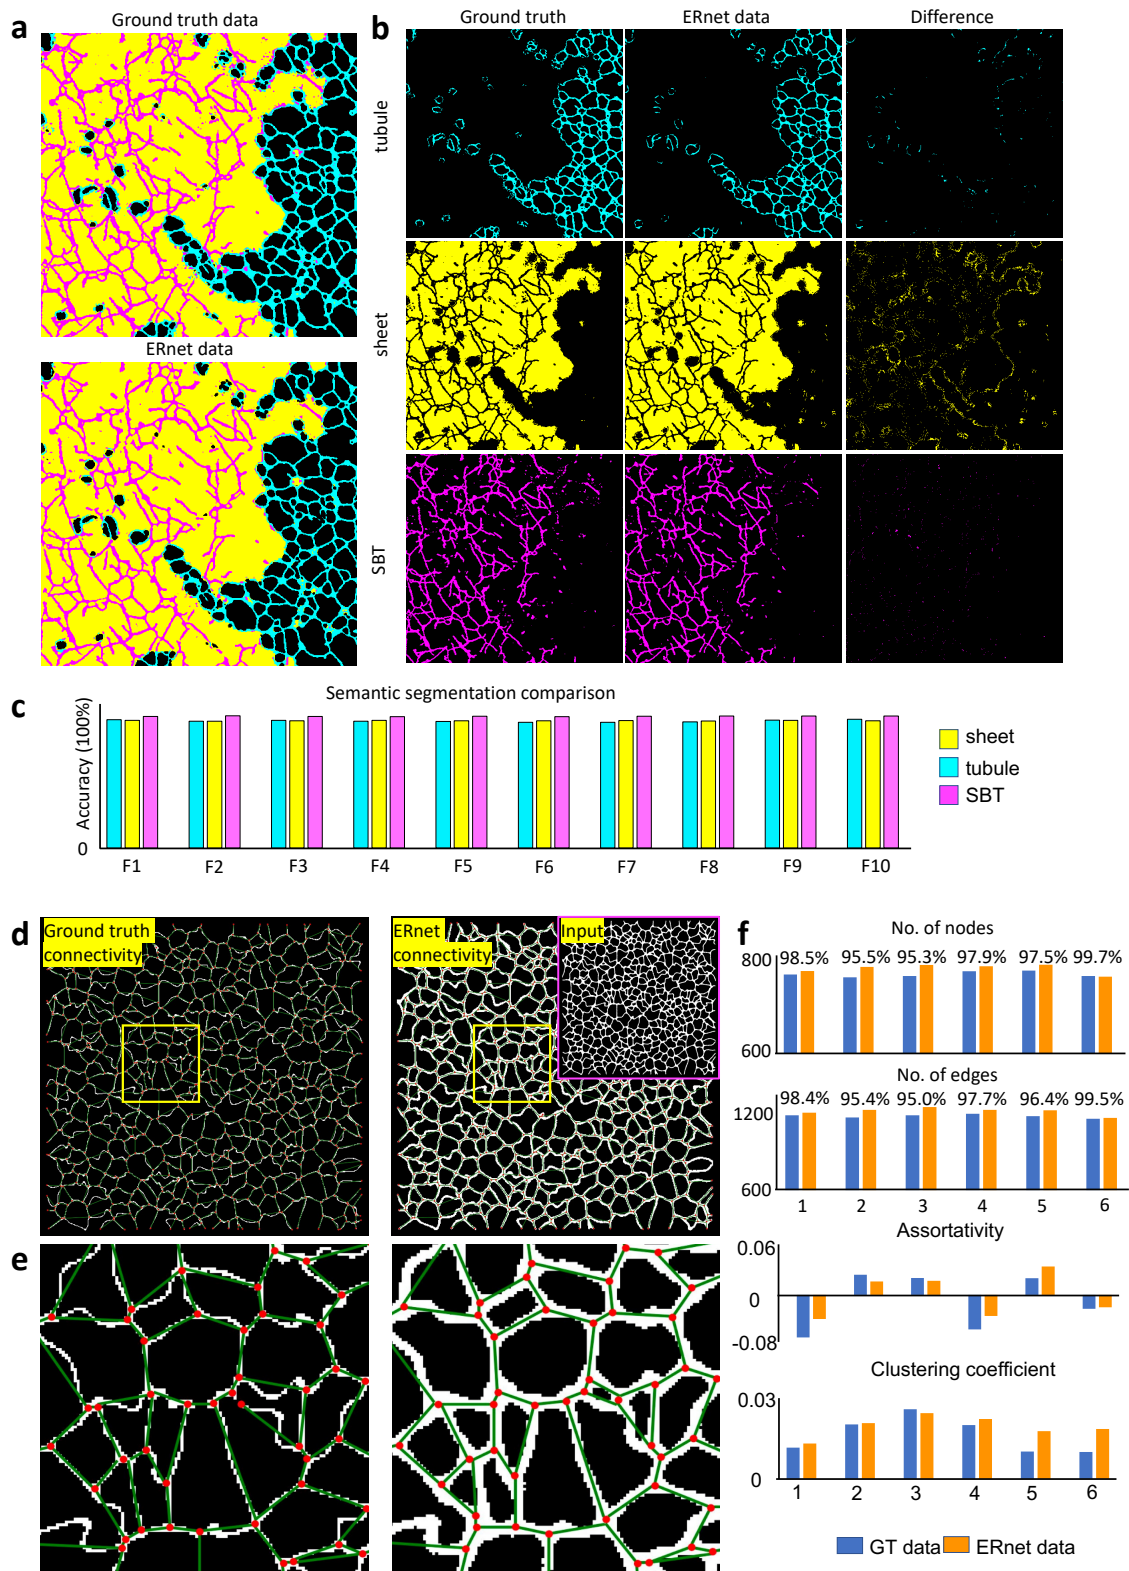 a
Ground truth data
ERnet data
b
Ground truth
ERnet data
Difference
tubule
sheet
SBT
c
Semantic segmentation comparison
Accuracy (100%)
0
F1 F2 F3 F4 F5 F6 F7 F8 F9 F10
sheet
tubule
SBT
d
Ground truth
connectivity
ERnet
connectivity
Input
e
f
No. of nodes
800
98.5% 95.5% 95.3% 97.9% 97.5% 99.7%
600
No. of edges
98.4% 95.4% 95.0% 97.7% 96.4% 99.5%
1200
600
1 2 3 4 5 6
Assortativity
0.06
0
-0.08
Clustering coefficient
0.03
0
1 2 3 4 5 6
GT data
ERnet data